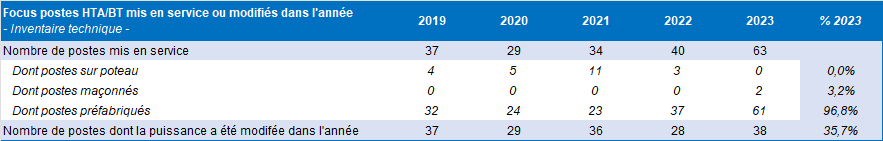 Focus postes HTA/BT mis en service ou modifiés dans l'année
- Inventaire technique -
2019 2020 2021 2022 2023 % 2023
Nombre de postes mis en service 37 29 34 40 63
Dont postes sur poteau 4 5 11 3 0 0,0%
Dont postes maçonnés 0 0 0 0 2 3,2%
Dont postes préfabriqués 32 24 23 37 61 96,8%
Nombre de postes dont la puissance a été modifiée dans l'année 37 29 36 28 38 35,7%